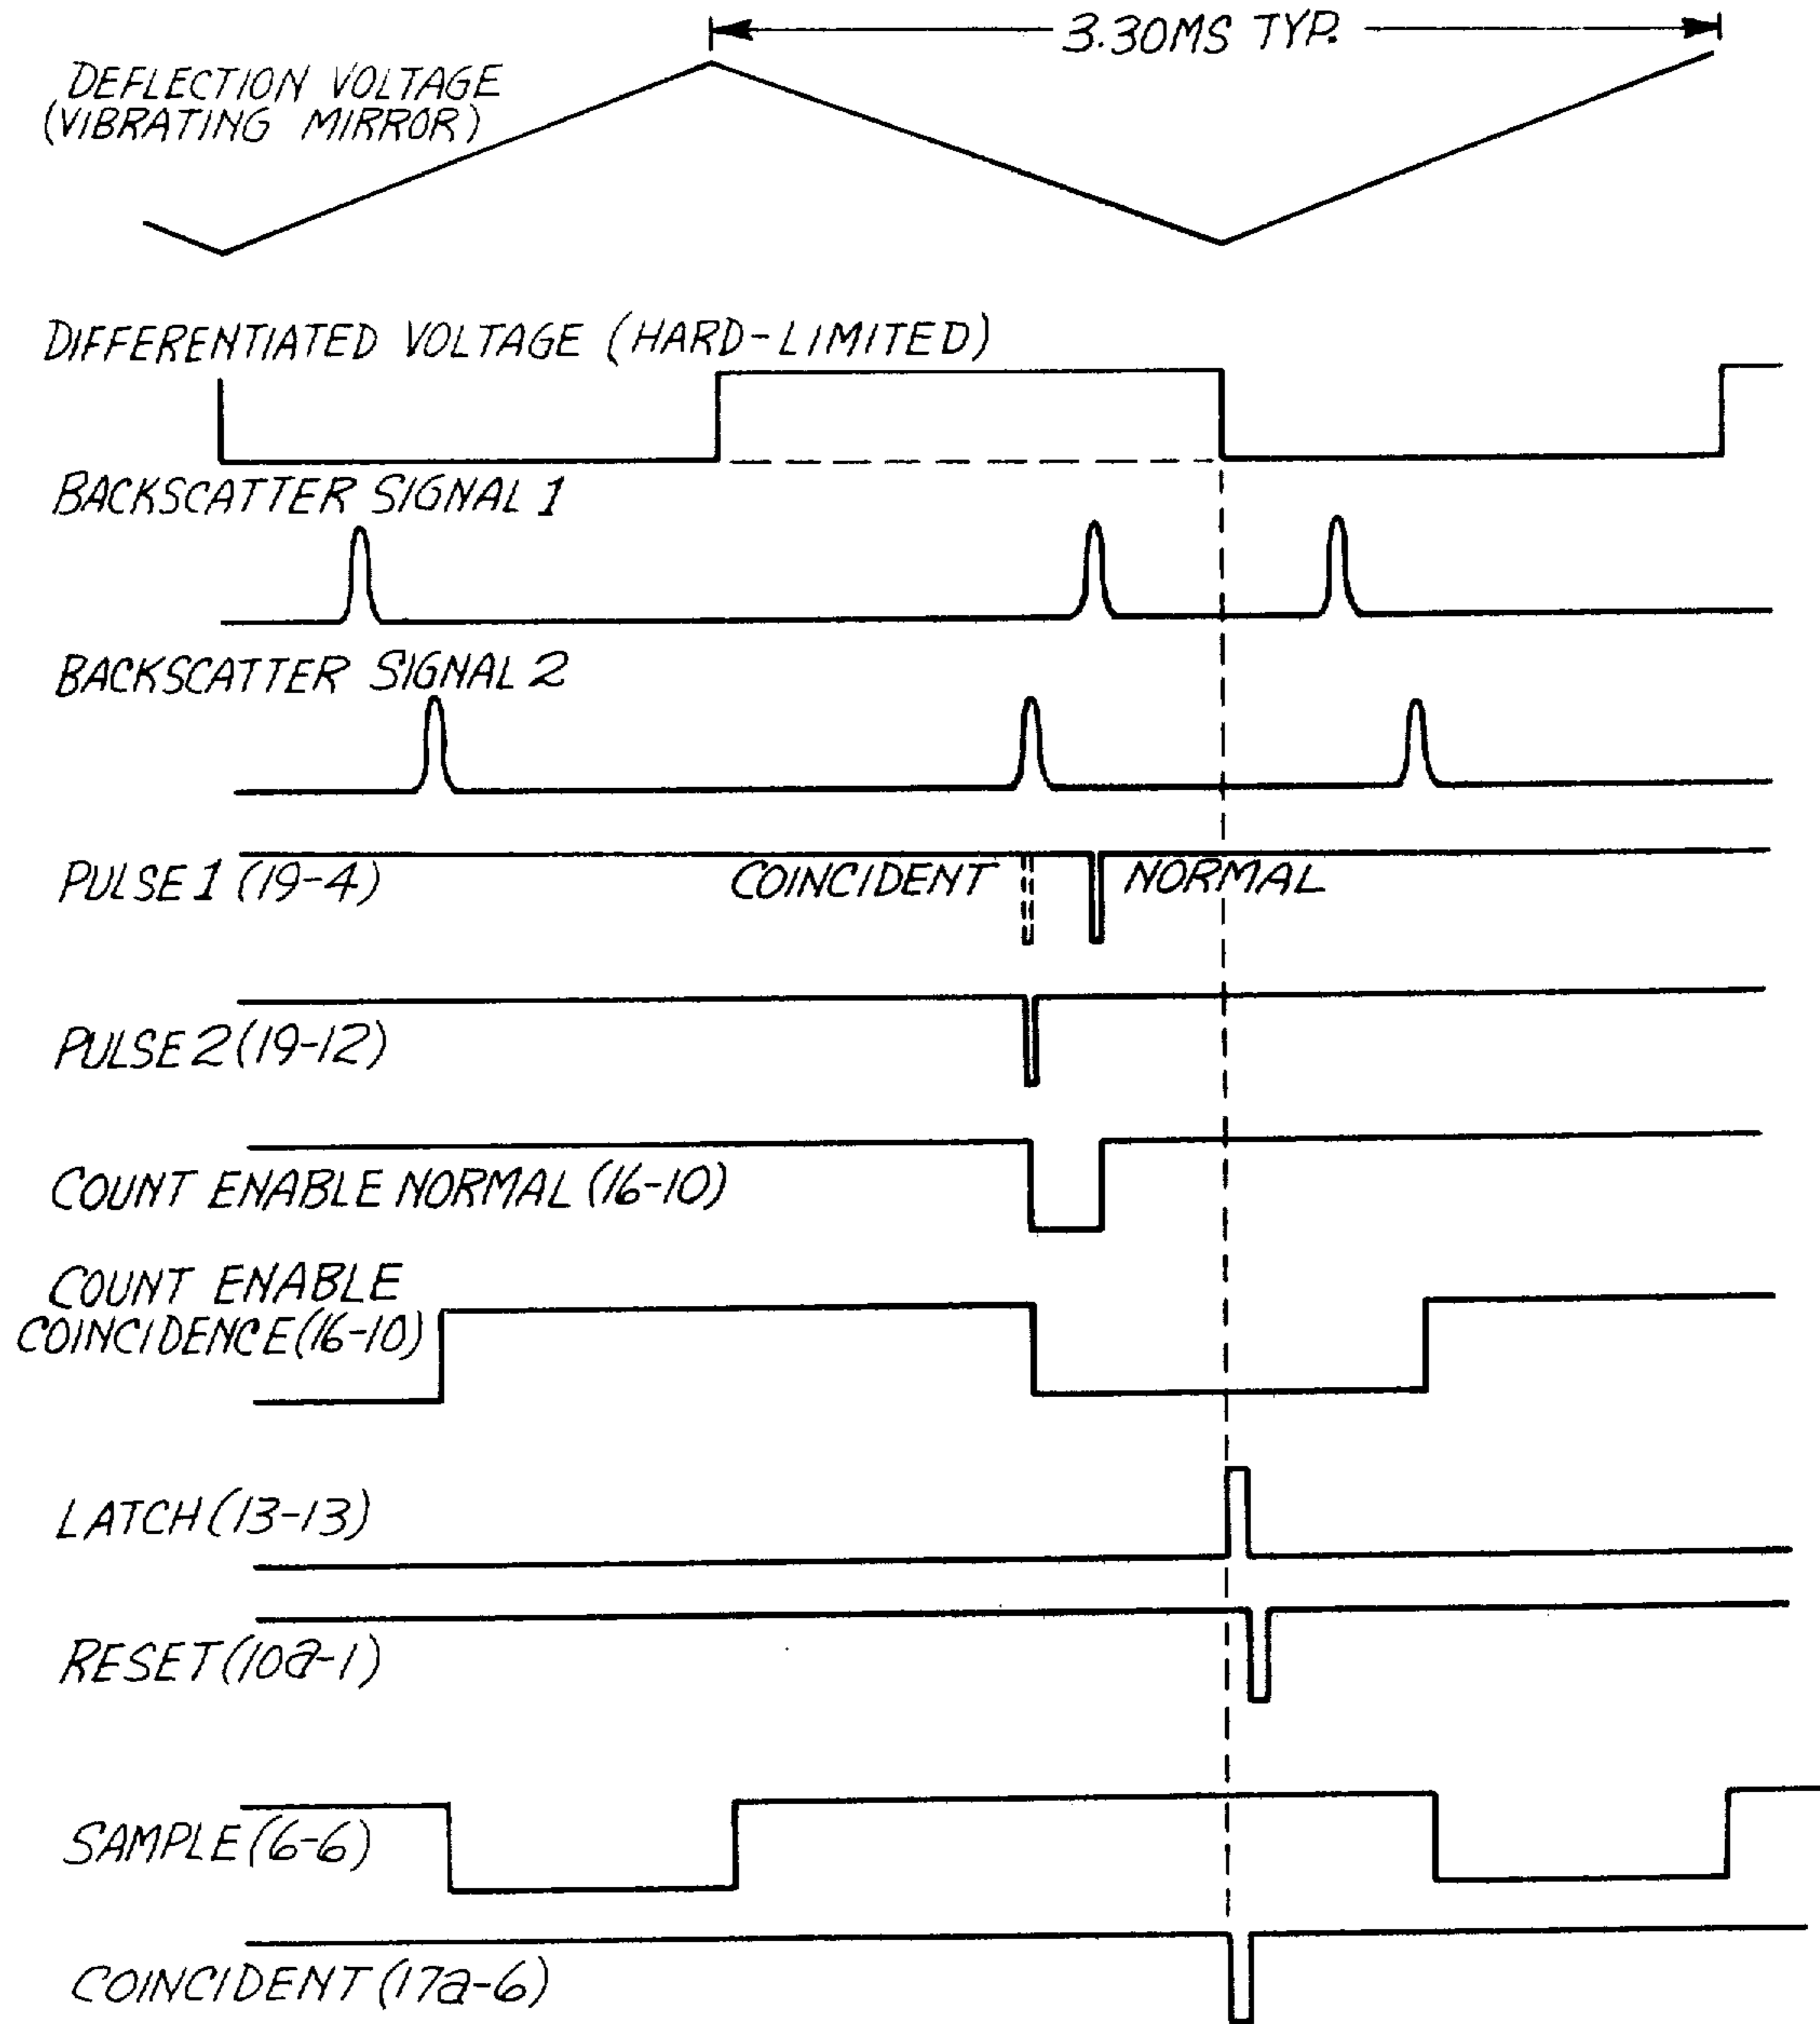 3.30MS TYP.
DEFLECTION VOLTAGE
(VIBRATING MIRROR)
DIFFERENTIATED VOLTAGE (HARD-LIMITED)
BACKSCATTER SIGNAL 1
BACKSCATTER SIGNAL 2
PULSE 1 (19-4)
COINCIDENT
NORMAL
PULSE 2 (19-12)
COUNT ENABLE NORMAL (16-10)
COUNT ENABLE
COINCIDENCE (16-10)
LATCH (13-13)
RESET (10a-1)
SAMPLE (6-6)
COINCIDENT (17a-6)